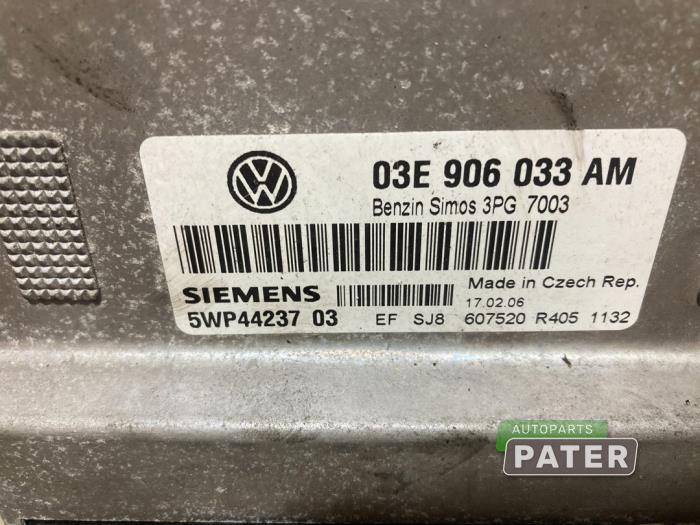 03E 906 033 AM
Benzin Simos 3PG 7003
SIEMENS
Made in Czech Rep.
17.02.06
5WP44237 03 EF SJ8 607520 R405 1132
AUTOPARTS
PATER